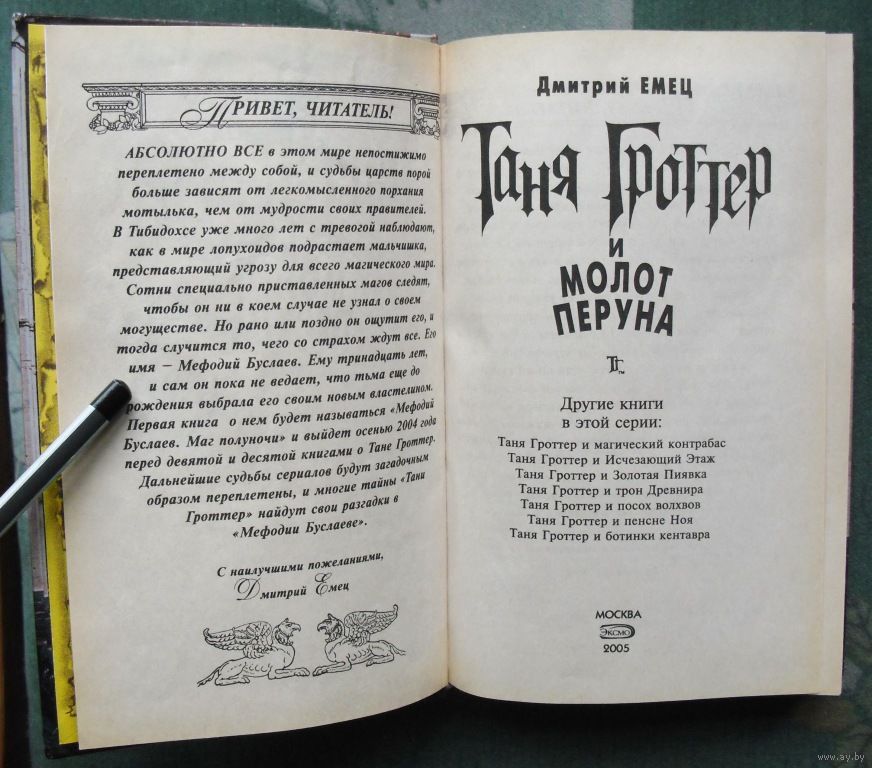 ПРИВЕТ, ЧИТАТЕЛЬ!
АБСОЛЮТНО ВСЕ в этом мире непостижимо
переплетено между собой, и судьбы царств порой
больше зависят от легкомысленного порхания
мотылька, чем от мудрости своих правителей.
В Тибидохсе уже много лет с тревогой наблюдают,
как в мире лопухоидов подрастает мальчишка,
представляющий угрозу для всего магического мира.
Сотни специально приставленных магов следят,
чтобы он ни в коем случае не узнал о своем
могуществе. Но рано или поздно он ощутит его, и
тогда случится то, чего со страхом ждут все. Его
имя – Мефодий Буслаев. Ему тринадцать лет,
и сам он пока не ведает, что тьма еще до
рождения выбрала его своим новым властелином.
Первая книга о нем будет называться «Мефодий
Буслаев. Маг полуночи» и выйдет осенью 2004 года
перед девятой и десятой книгами о Тане Гроттер.
Дальнейшие судьбы сериалов будут загадочным
образом переплетены, и многие тайны «Тани
Гроттер» найдут свои разгадки в
«Мефодии Буслаеве».
С наилучшими пожеланиями,
Дмитрий Емец
Дмитрий ЕМЕЦ
Таня Гроттер
и
МОЛОТ
ПЕРУНА
ТГ™
Другие книги
в этой серии:
Таня Гроттер и магический контрабас
Таня Гроттер и Исчезающий Этаж
Таня Гроттер и Золотая Пиявка
Таня Гроттер и трон Древнира
Таня Гроттер и посох волхвов
Таня Гроттер и пенсне Ноя
Таня Гроттер и ботинки кентавра
МОСКВА
ЭКСМО
2005
www.ay.by